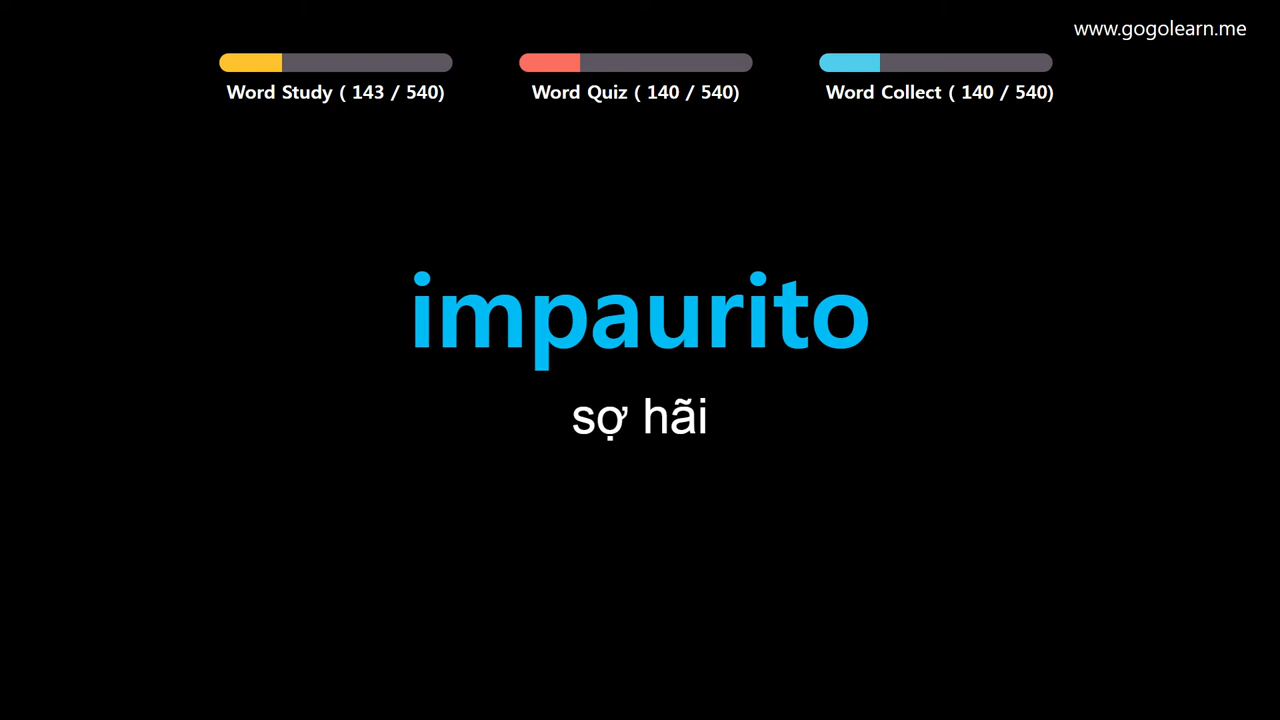 www.gogolearn.me
Word Study ( 143 / 540)
Word Quiz ( 140 / 540)
Word Collect ( 140 / 540)
impaurito
sợ hãi